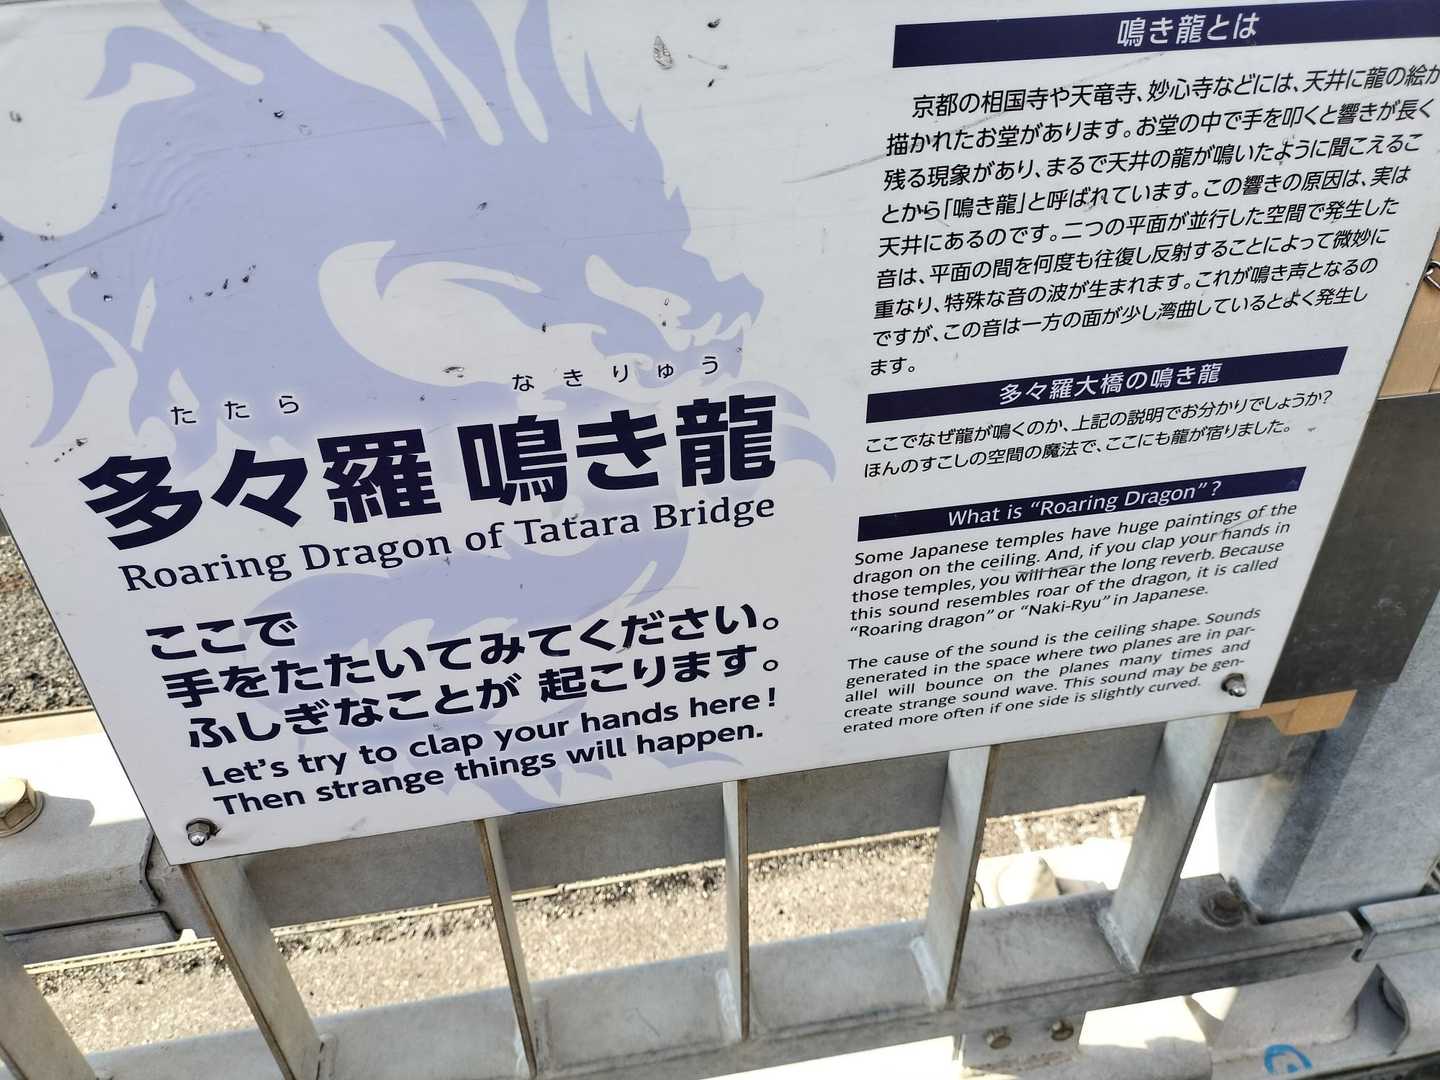 たたら なきりゅう
多々羅 鳴き龍
Roaring Dragon of Tatara Bridge
ここで
手をたたいてみてください。
ふしぎなことが 起こります。
Let's try to clap your hands here!
Then strange things will happen.
鳴き龍とは
京都の相国寺や天竜寺、妙心寺などには、天井に龍の絵が
描かれたお堂があります。お堂の中で手を叩くと響きが長く
残る現象があり、まるで天井の龍が鳴いたように聞こえるこ
とから「鳴き龍」と呼ばれています。この響きの原因は、実は
天井にあるのです。二つの平面が並行した空間で発生した
音は、平面の間を何度も往復し反射することによって微妙に
重なり、特殊な音の波が生まれます。これが鳴き声となるの
ですが、この音は一方の面が少し湾曲しているとよく発生し
ます。
多々羅大橋の鳴き龍
ここでなぜ龍が鳴くのか、上記の説明でお分かりでしょうか?
ほんのすこしの空間の魔法で、ここにも龍が宿りました。
What is "Roaring Dragon"?
Some Japanese temples have huge paintings of the
dragon on the ceiling. And, if you clap your hands in
those temples, you will hear the long reverb. Because
this sound resembles roar of the dragon, it is called
"Roaring dragon" or "Naki-Ryu" in Japanese.
The cause of the sound is the ceiling shape. Sounds
generated in the space where two planes are in par-
allel will bounce on the planes many times and
create strange sound wave. This sound may be gen-
erated more often if one side is slightly curved.